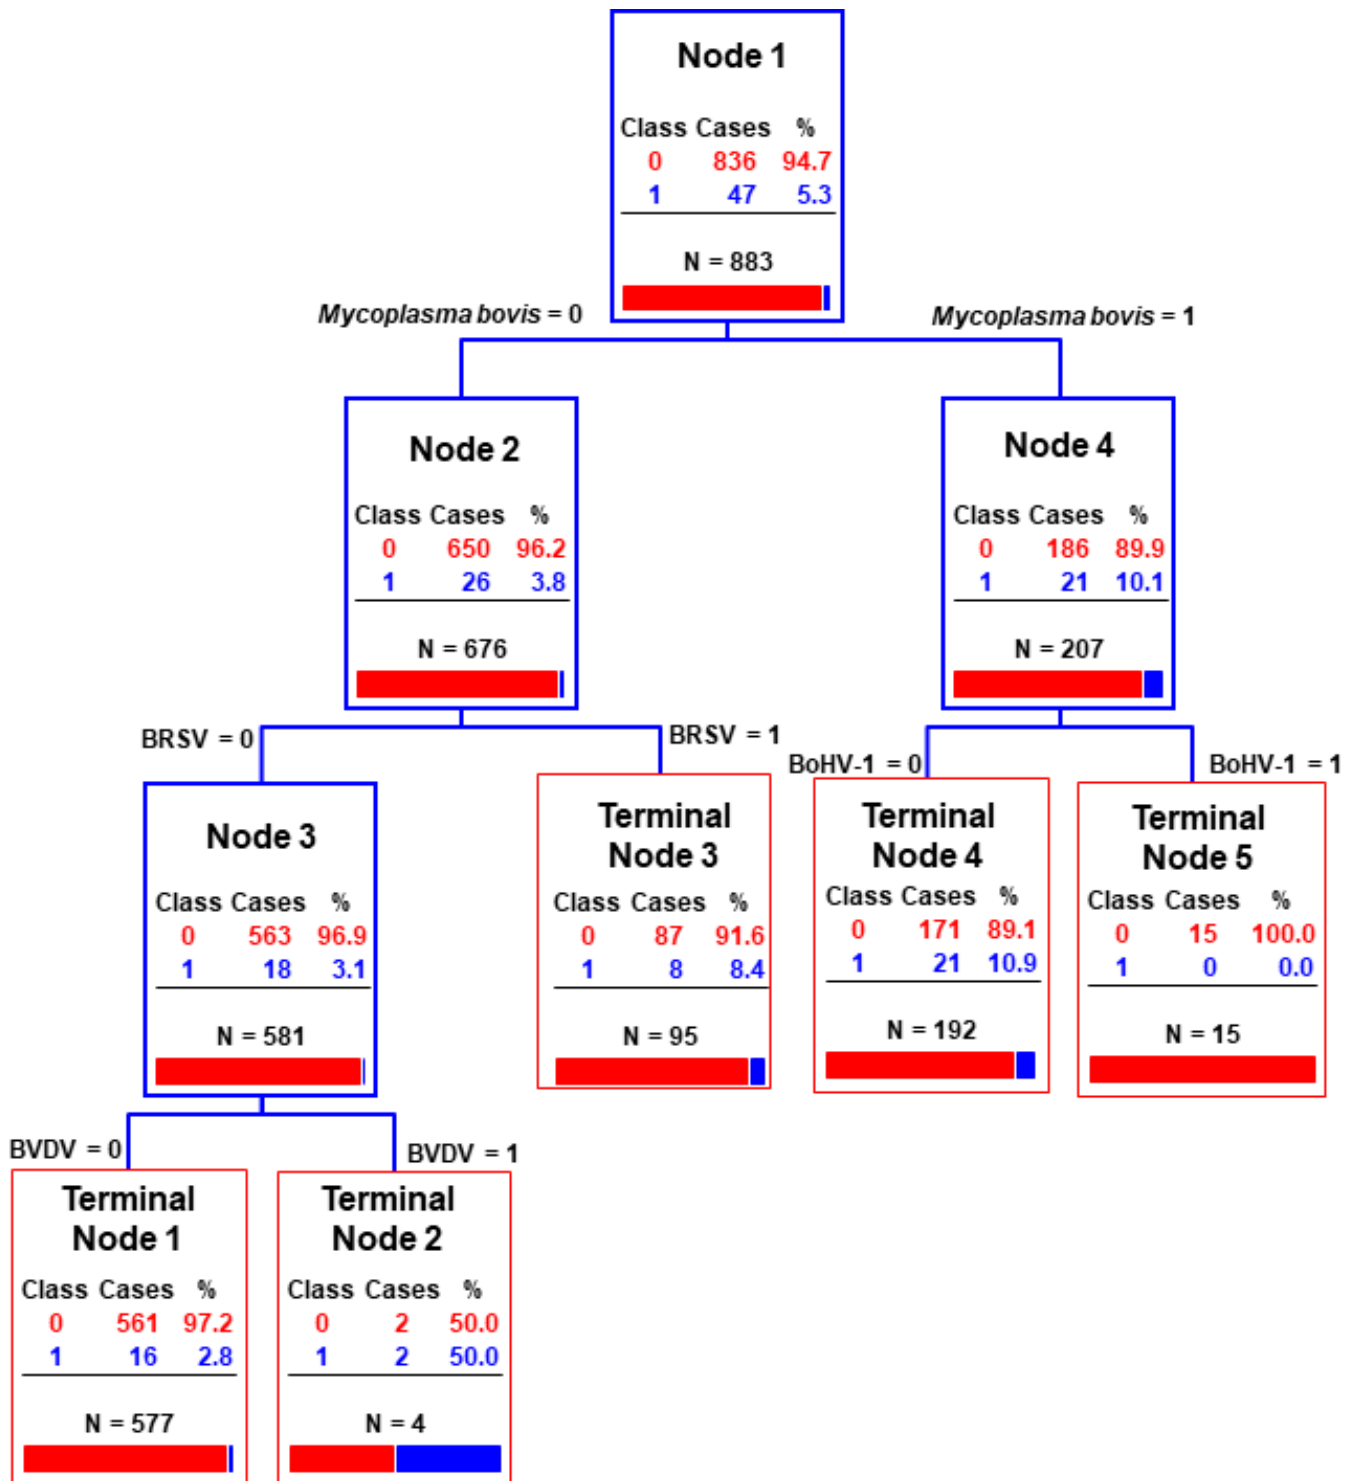 Node 1
Class Cases %
0 836 94.7
1 47 5.3
N = 883
Mycoplasma bovis = 0
Mycoplasma bovis = 1
Node 2
Class Cases %
0 650 96.2
1 26 3.8
N = 676
Node 4
Class Cases %
0 186 89.9
1 21 10.1
N = 207
BRSV = 0
BRSV = 1
BoHV-1 = 0
BoHV-1 = 1
Node 3
Class Cases %
0 563 96.9
1 18 3.1
N = 581
Terminal
Node 3
Class Cases %
0 87 91.6
1 8 8.4
N = 95
Terminal
Node 4
Class Cases %
0 171 89.1
1 21 10.9
N = 192
Terminal
Node 5
Class Cases %
0 15 100.0
1 0 0.0
N = 15
BVDV = 0
BVDV = 1
Terminal
Node 1
Class Cases %
0 561 97.2
1 16 2.8
N = 577
Terminal
Node 2
Class Cases %
0 2 50.0
1 2 50.0
N = 4